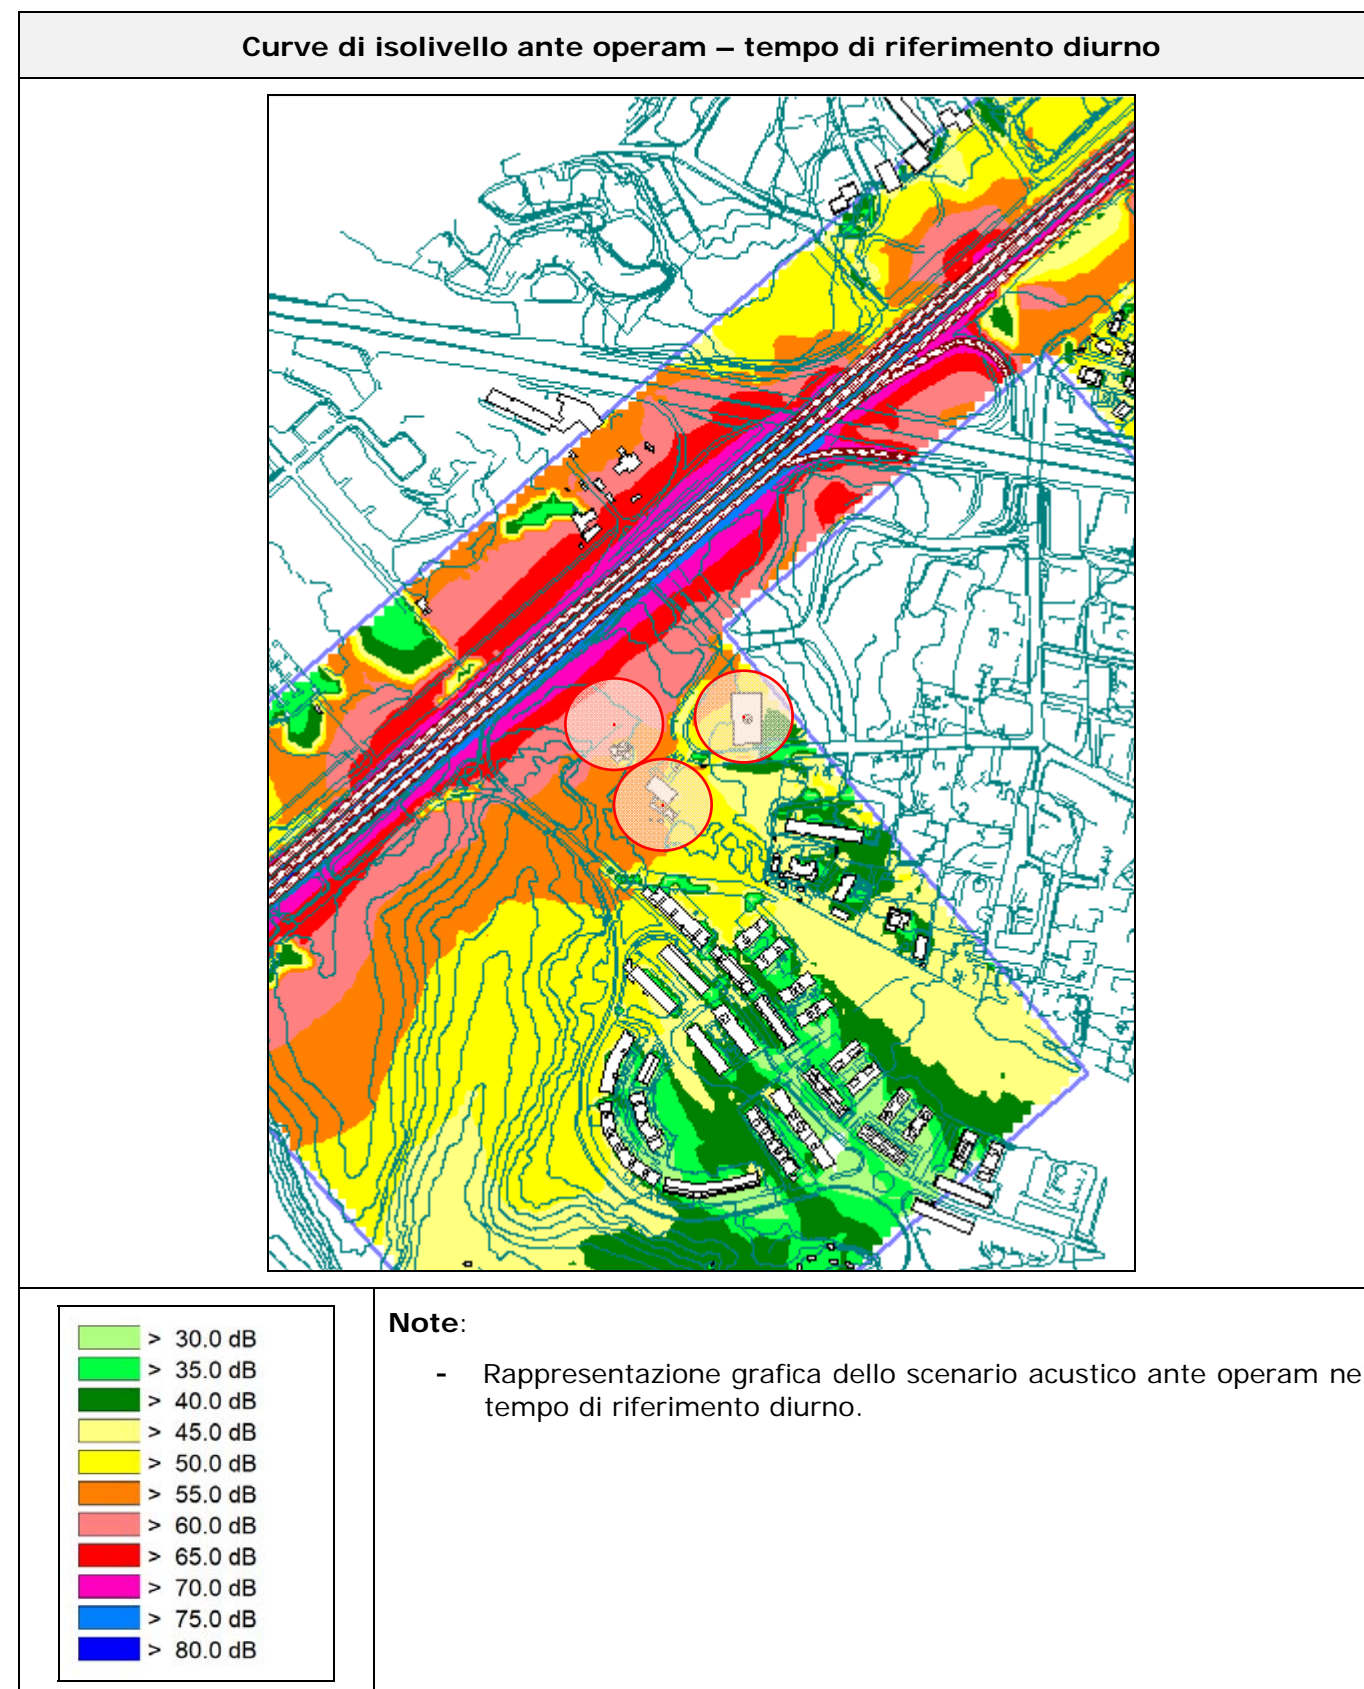 Curve di isolivello ante operam – tempo di riferimento diurno
> 30.0 dB
> 35.0 dB
> 40.0 dB
> 45.0 dB
> 50.0 dB
> 55.0 dB
> 60.0 dB
> 65.0 dB
> 70.0 dB
> 75.0 dB
> 80.0 dB
Note:
- Rappresentazione grafica dello scenario acustico ante operam ne
tempo di riferimento diurno.